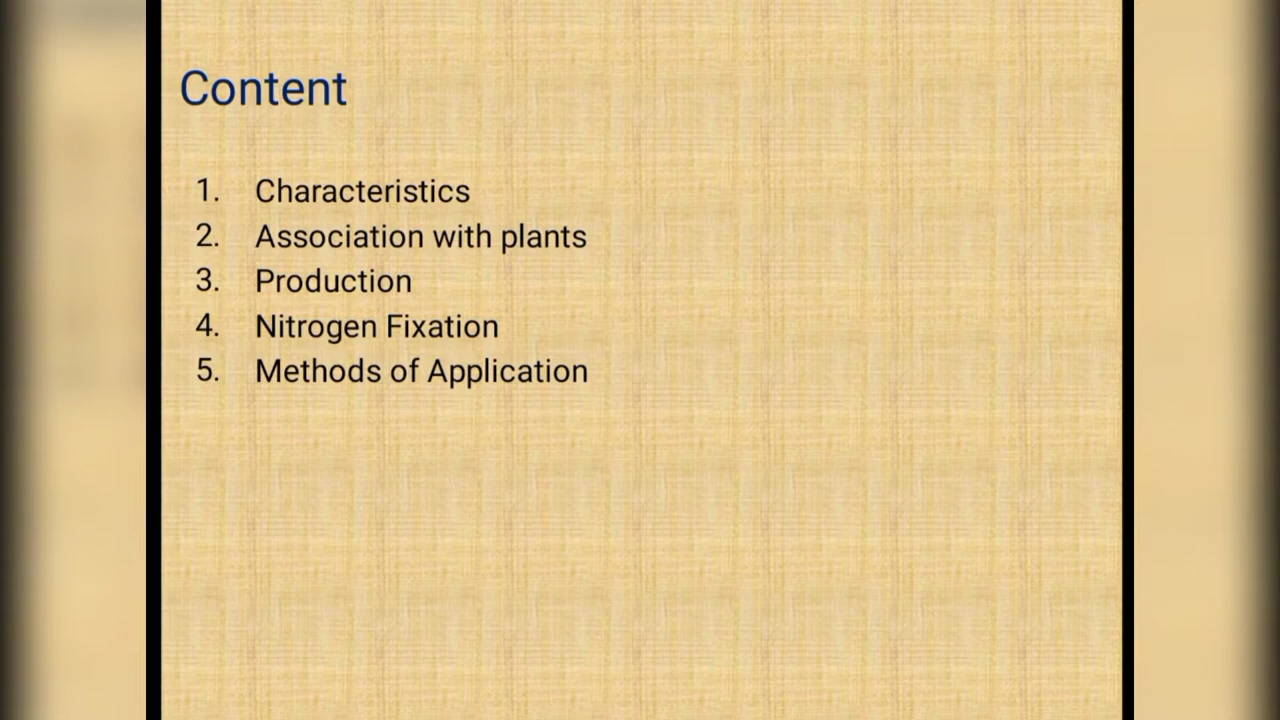 Content
1. Characteristics
2. Association with plants
3. Production
4. Nitrogen Fixation
5. Methods of Application